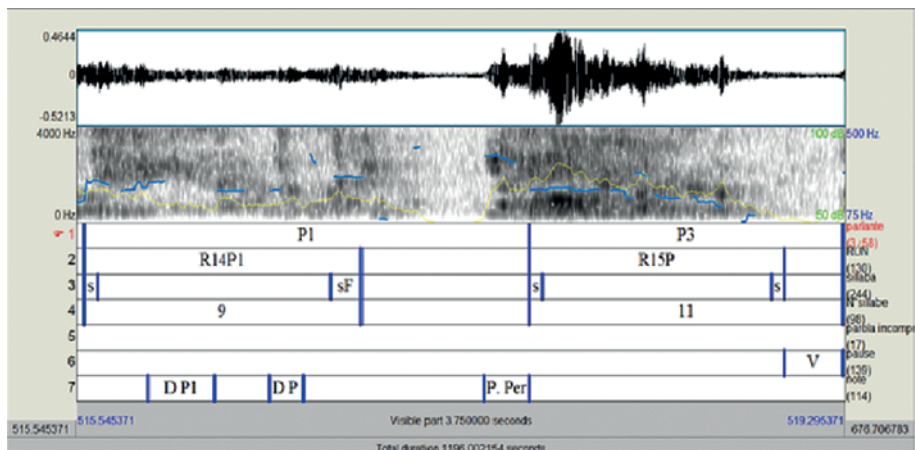 0.4644
0
-0.5213
4000 Hz 100 dB 500 Hz
0 Hz 50 dB 75 Hz
1 P1 P3 parlante (3/58)
2 R14P1 R15P RUN (130)
3 s sF s s sillaba (244)
4 9 11 N sillabe (98)
5 parola incompr (17)
6 V pause (139)
7 D P1 D P P. Per note (114)
515.545371 Visible part 3.750000 seconds 519.295371
515.545371 676.706783
Total duration 1196.002154 seconds